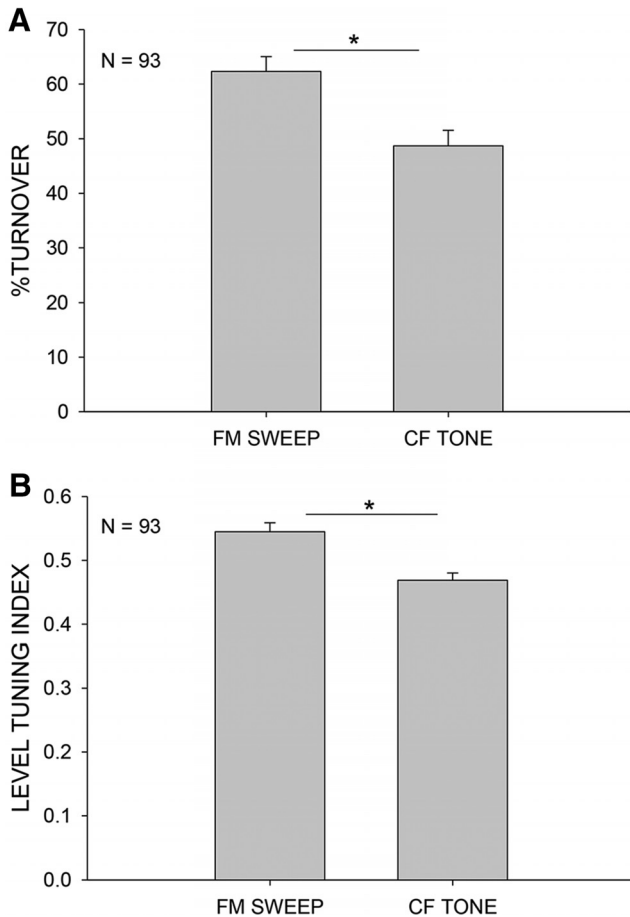 A
70
60
50
40
30
20
10
0
%TURNOVER
N = 93
*
FM SWEEP CF TONE
B
0.6
0.5
0.4
0.3
0.2
0.1
0.0
LEVEL TUNING INDEX
N = 93
*
FM SWEEP CF TONE